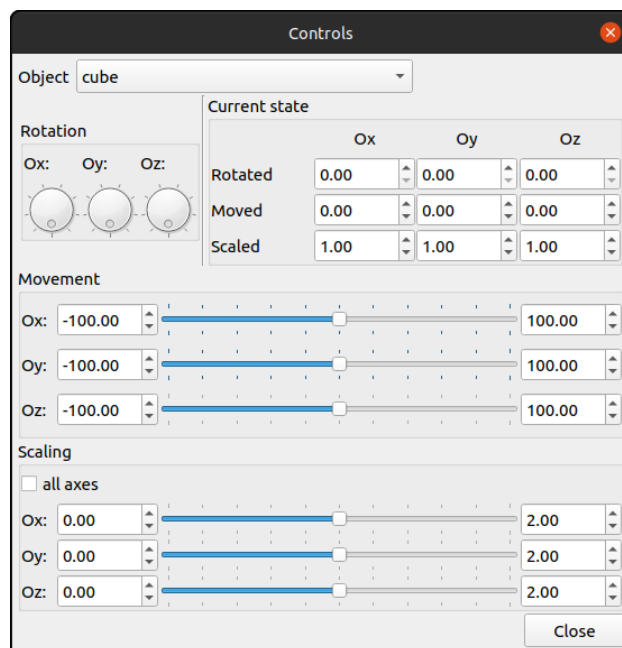 Controls
Object cube
Current state
Rotation
Ox Oy Oz
Ox: Oy: Oz:
Rotated 0.00 0.00 0.00
Moved 0.00 0.00 0.00
Scaled 1.00 1.00 1.00
Movement
Ox: -100.00 100.00
Oy: -100.00 100.00
Oz: -100.00 100.00
Scaling
all axes
Ox: 0.00 2.00
Oy: 0.00 2.00
Oz: 0.00 2.00
Close